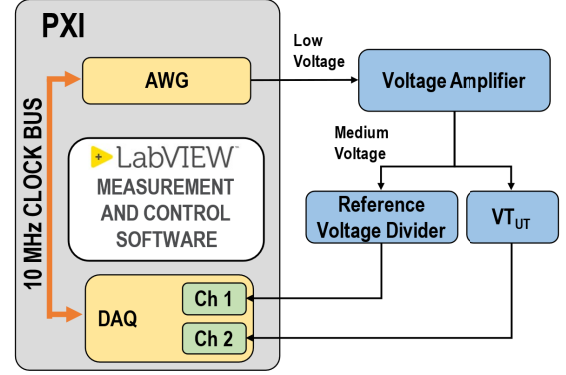 PXI
10 MHz CLOCK BUS
AWG
Low
Voltage
Voltage Amplifier
Medium
Voltage
LabVIEW™
MEASUREMENT
AND CONTROL
SOFTWARE
Reference
Voltage Divider
VTUT
DAQ
Ch 1
Ch 2